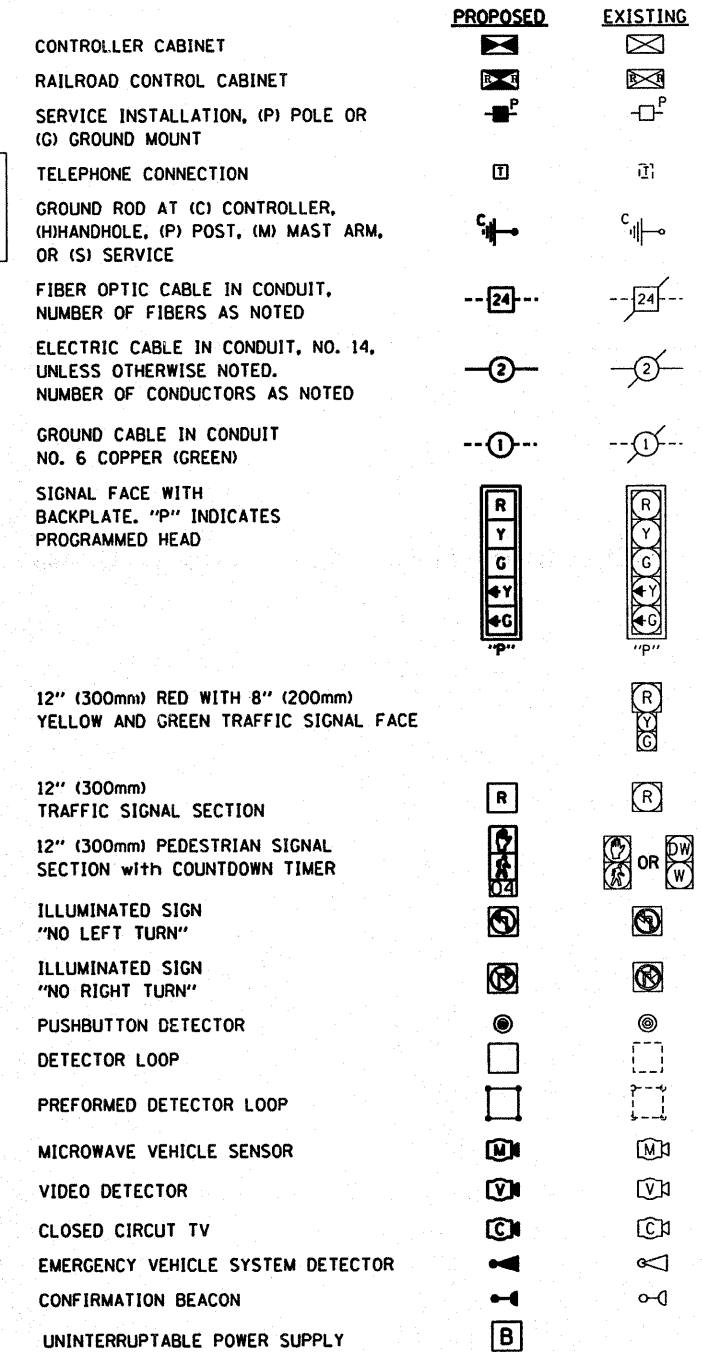 PROPOSED EXISTING
CONTROLLER CABINET
RAILROAD CONTROL CABINET R R R R
SERVICE INSTALLATION, (P) POLE OR P P
(G) GROUND MOUNT
TELEPHONE CONNECTION T T
GROUND ROD AT (C) CONTROLLER,
(H)HANDHOLE, (P) POST, (M) MAST ARM, C C
OR (S) SERVICE
FIBER OPTIC CABLE IN CONDUIT, 24 24
NUMBER OF FIBERS AS NOTED
ELECTRIC CABLE IN CONDUIT, NO. 14,
UNLESS OTHERWISE NOTED. 2 2
NUMBER OF CONDUCTORS AS NOTED
GROUND CABLE IN CONDUIT 1 1
NO. 6 COPPER (GREEN)
SIGNAL FACE WITH R R
BACKPLATE. "P" INDICATES Y Y
PROGRAMMED HEAD G G
Y Y
G G
"P" "P"
12" (300mm) RED WITH 8" (200mm) R
YELLOW AND GREEN TRAFFIC SIGNAL FACE Y
G
12" (300mm) R R
TRAFFIC SIGNAL SECTION
12" (300mm) PEDESTRIAN SIGNAL OR DW
SECTION with COUNTDOWN TIMER 04 W
ILLUMINATED SIGN
"NO LEFT TURN"
ILLUMINATED SIGN
"NO RIGHT TURN"
PUSHBUTTON DETECTOR
DETECTOR LOOP
PREFORMED DETECTOR LOOP
MICROWAVE VEHICLE SENSOR M M
VIDEO DETECTOR V V
CLOSED CIRCUT TV C C
EMERGENCY VEHICLE SYSTEM DETECTOR
CONFIRMATION BEACON
UNINTERRUPTABLE POWER SUPPLY B